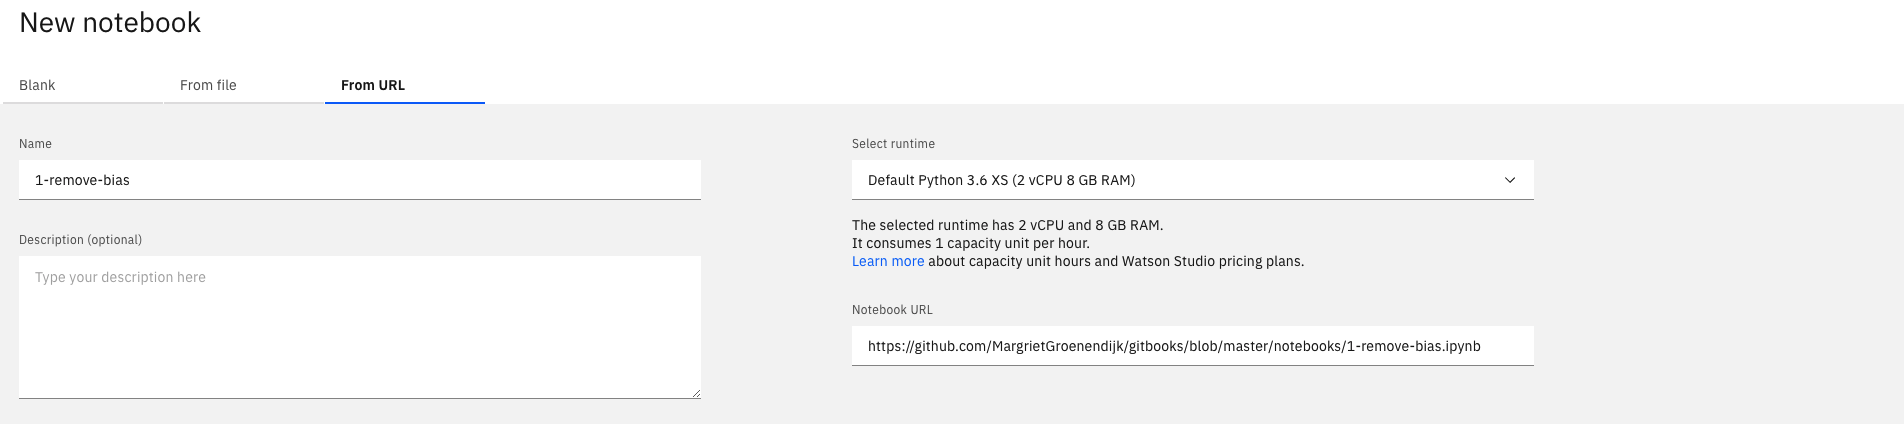 New notebook
Blank
From file
From URL
Name
1-remove-bias
Description (optional)
Type your description here
Select runtime
Default Python 3.6 XS (2 vCPU 8 GB RAM)
The selected runtime has 2 vCPU and 8 GB RAM.
It consumes 1 capacity unit per hour.
Learn more about capacity unit hours and Watson Studio pricing plans.
Notebook URL
https://github.com/MargrietGroenendijk/gitbooks/blob/master/notebooks/1-remove-bias.ipynb